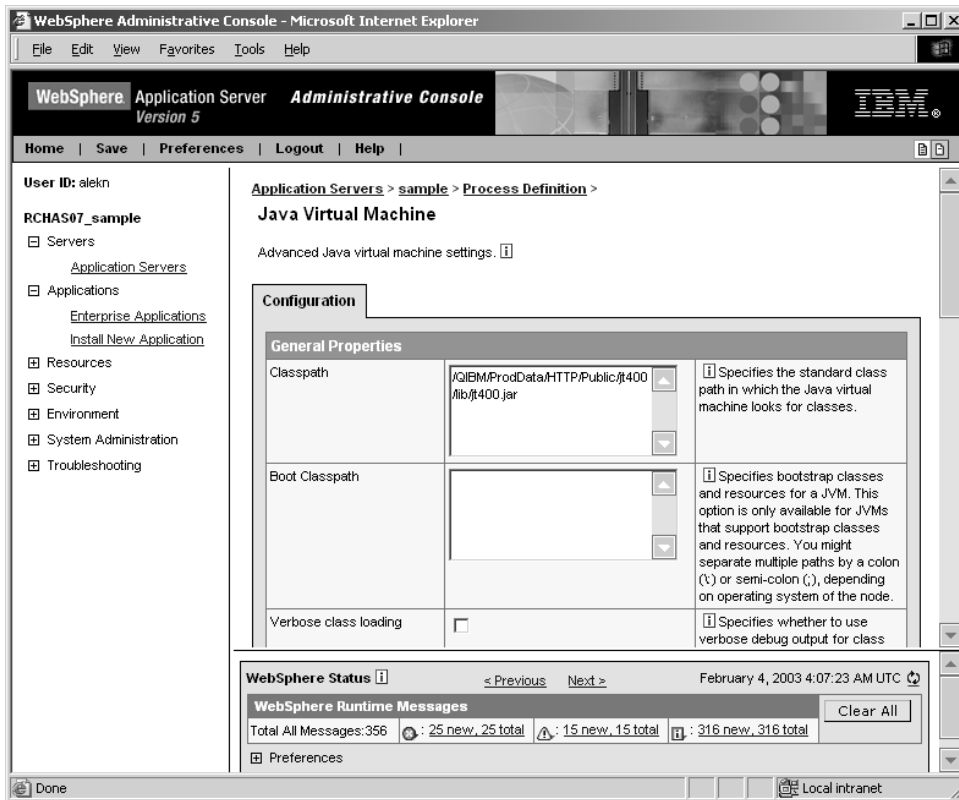 WebSphere Administrative Console - Microsoft Internet Explorer
File Edit View Favorites Tools Help
WebSphere Application Server Administrative Console
Version 5
IBM®
Home | Save | Preferences | Logout | Help |
User ID: alekn
RCHAS07_sample
Servers
Application Servers
Applications
Enterprise Applications
Install New Application
Resources
Security
Environment
System Administration
Troubleshooting
Application Servers > sample > Process Definition >
Java Virtual Machine
Advanced Java virtual machine settings. i
Configuration
General Properties
Classpath
/QIBM/ProdData/HTTP/Public/jt400
/lib/jt400.jar
i Specifies the standard class
path in which the Java virtual
machine looks for classes.
Boot Classpath
i Specifies bootstrap classes
and resources for a JVM. This
option is only available for JVMs
that support bootstrap classes
and resources. You might
separate multiple paths by a colon
(\:) or semi-colon (;), depending
on operating system of the node.
Verbose class loading
i Specifies whether to use
verbose debug output for class
WebSphere Status i
< Previous Next >
February 4, 2003 4:07:23 AM UTC
WebSphere Runtime Messages
Clear All
Total All Messages:356 : 25 new, 25 total : 15 new, 15 total : 316 new, 316 total
Preferences
Done
Local intranet